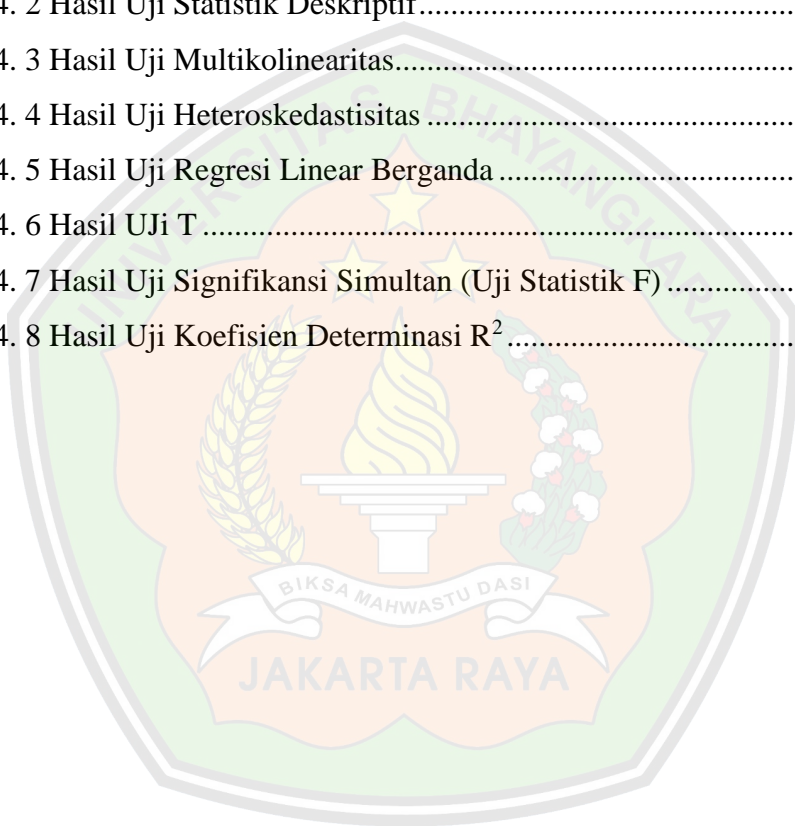 4. 2 Hasil Uji Statistik Deskriptif........................................................
4. 3 Hasil Uji Multikolinearitas...........................................................
4. 4 Hasil Uji Heteroskedastisitas .......................................................
4. 5 Hasil Uji Regresi Linear Berganda ..............................................
4. 6 Hasil UJi T ....................................................................................
4. 7 Hasil Uji Signifikansi Simultan (Uji Statistik F) ..................
4. 8 Hasil Uji Koefisien Determinasi R²............................................
UNIVERSITAS BHAYANGKARA
BIKSA MAHWASTU DASI
JAKARTA RAYA